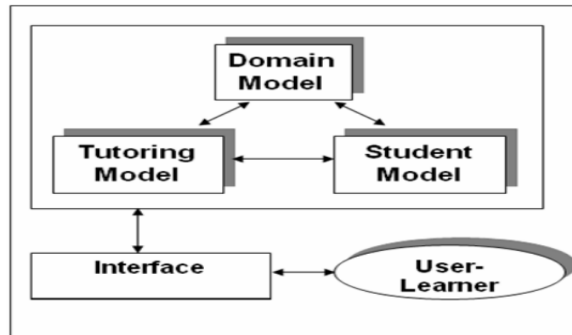 Domain
Model
Tutoring
Model
Student
Model
Interface
User-
Learner